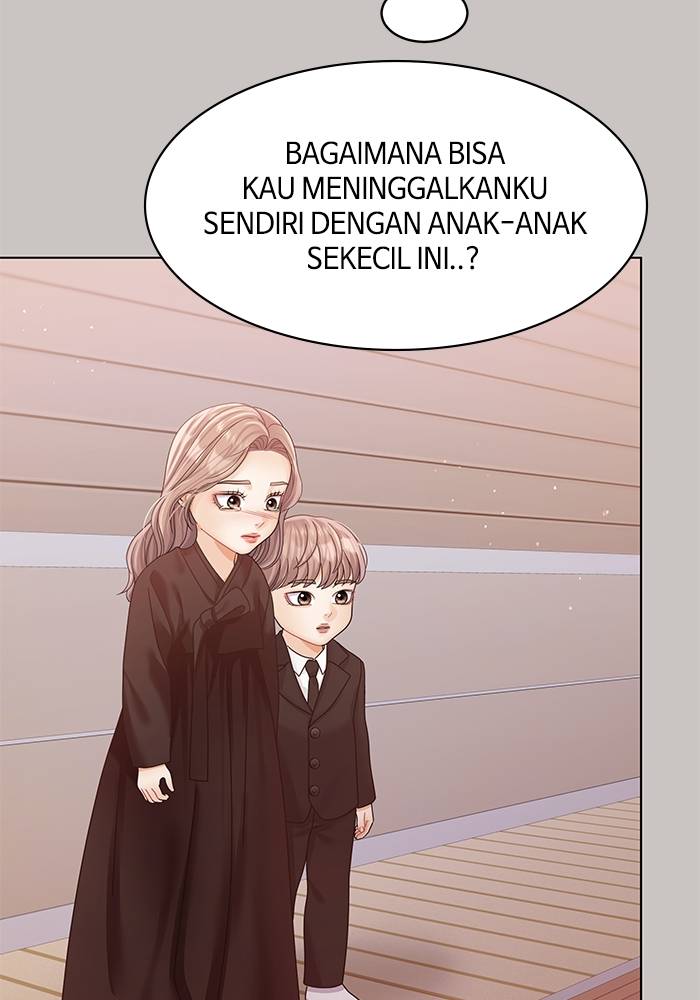 BAGAIMANA BISA
KAU MENINGGALKANKU
SENDIRI DENGAN ANAK-ANAK
SEKECIL INI..?